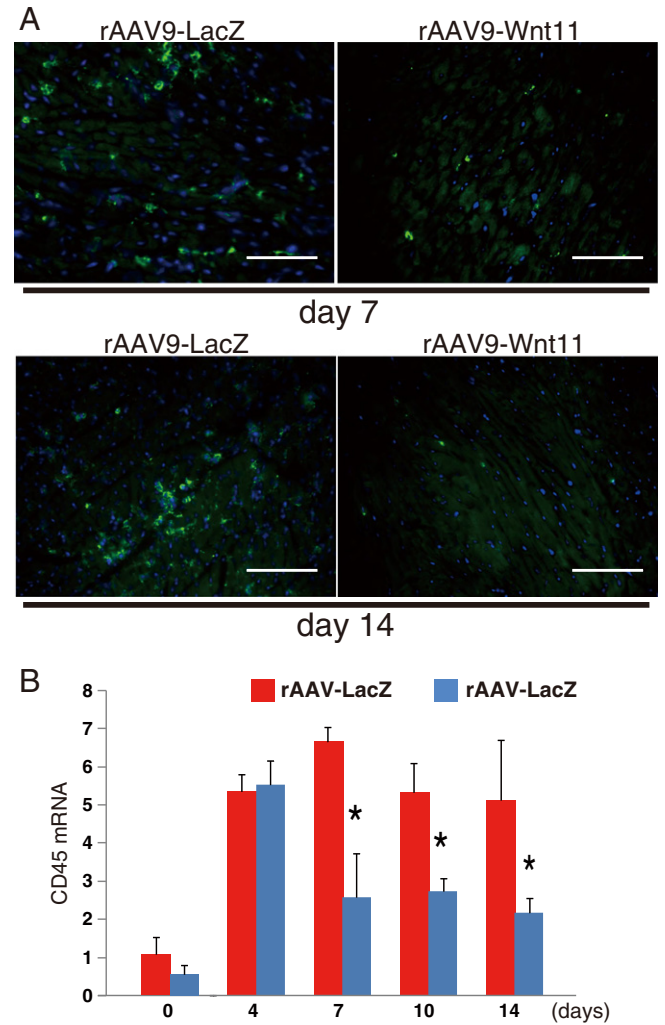 A
rAAV9-LacZ rAAV9-Wnt11
day 7
rAAV9-LacZ rAAV9-Wnt11
day 14
B
rAAV-LacZ rAAV-LacZ
CD45 mRNA
8
7
6
5
4
3
2
1
0
* * *
0 4 7 10 14 (days)